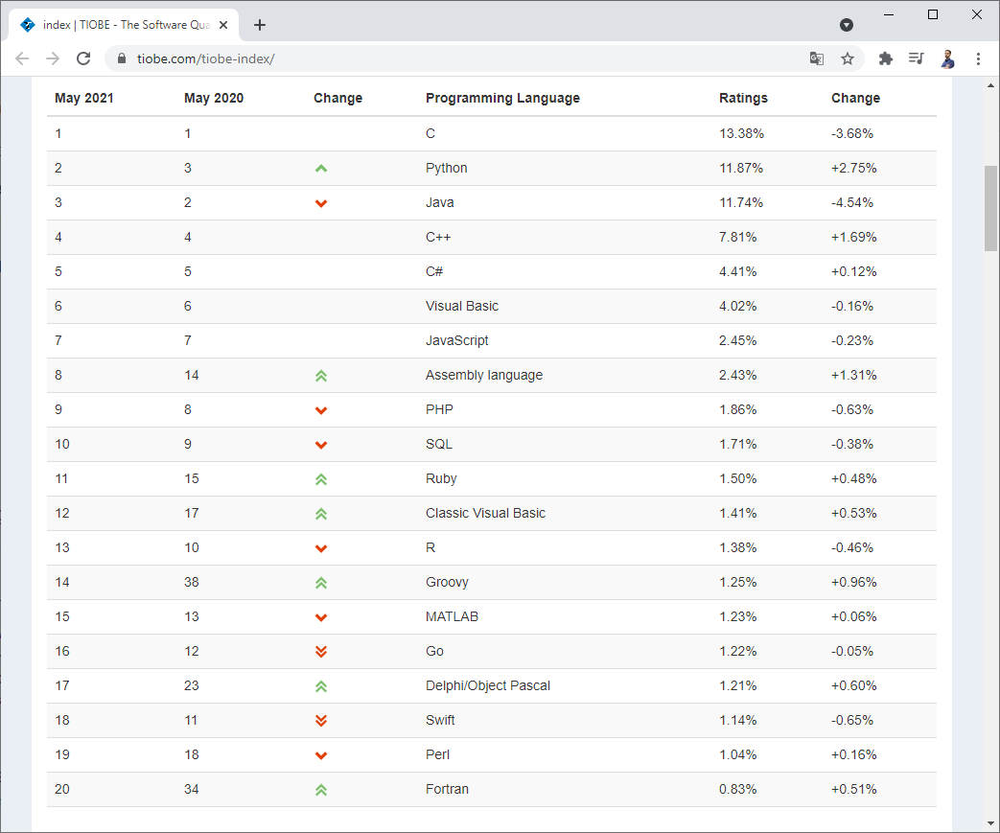 index | TIOBE - The Software Qua
tiobe.com/tiobe-index/
May 2021 May 2020 Change Programming Language Ratings Change
1 1 C 13.38% -3.68%
2 3 Python 11.87% +2.75%
3 2 Java 11.74% -4.54%
4 4 C++ 7.81% +1.69%
5 5 C# 4.41% +0.12%
6 6 Visual Basic 4.02% -0.16%
7 7 JavaScript 2.45% -0.23%
8 14 Assembly language 2.43% +1.31%
9 8 PHP 1.86% -0.63%
10 9 SQL 1.71% -0.38%
11 15 Ruby 1.50% +0.48%
12 17 Classic Visual Basic 1.41% +0.53%
13 10 R 1.38% -0.46%
14 38 Groovy 1.25% +0.96%
15 13 MATLAB 1.23% +0.06%
16 12 Go 1.22% -0.05%
17 23 Delphi/Object Pascal 1.21% +0.60%
18 11 Swift 1.14% -0.65%
19 18 Perl 1.04% +0.16%
20 34 Fortran 0.83% +0.51%